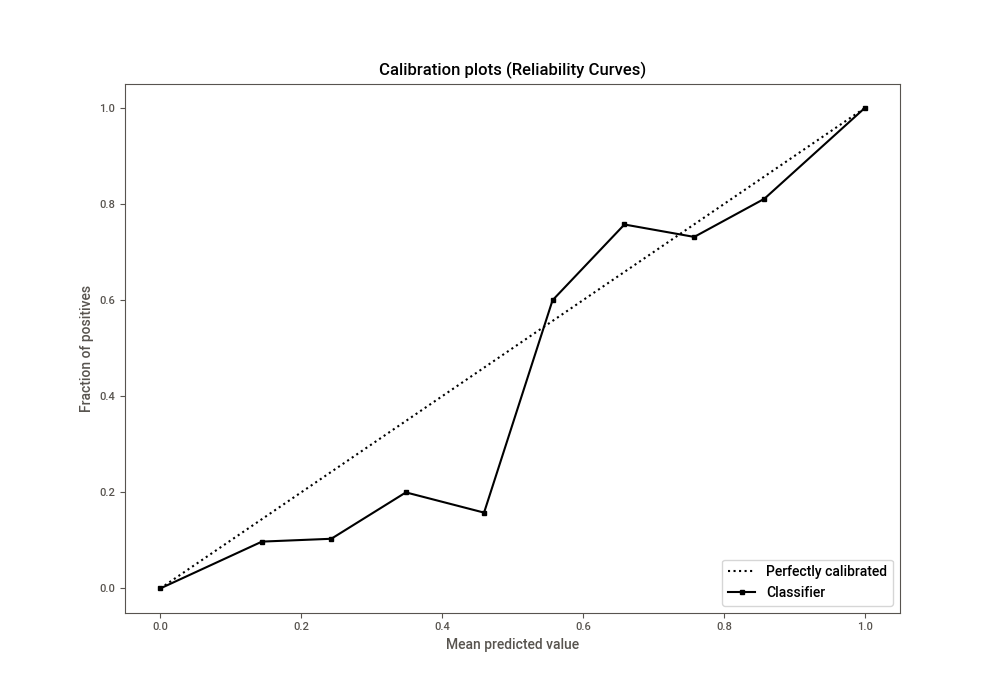 Calibration plots (Reliability Curves)
1.0
0.8
0.6
0.4
0.2
0.0
Fraction of positives
0.0 0.2 0.4 0.6 0.8 1.0
Mean predicted value
Perfectly calibrated
Classifier